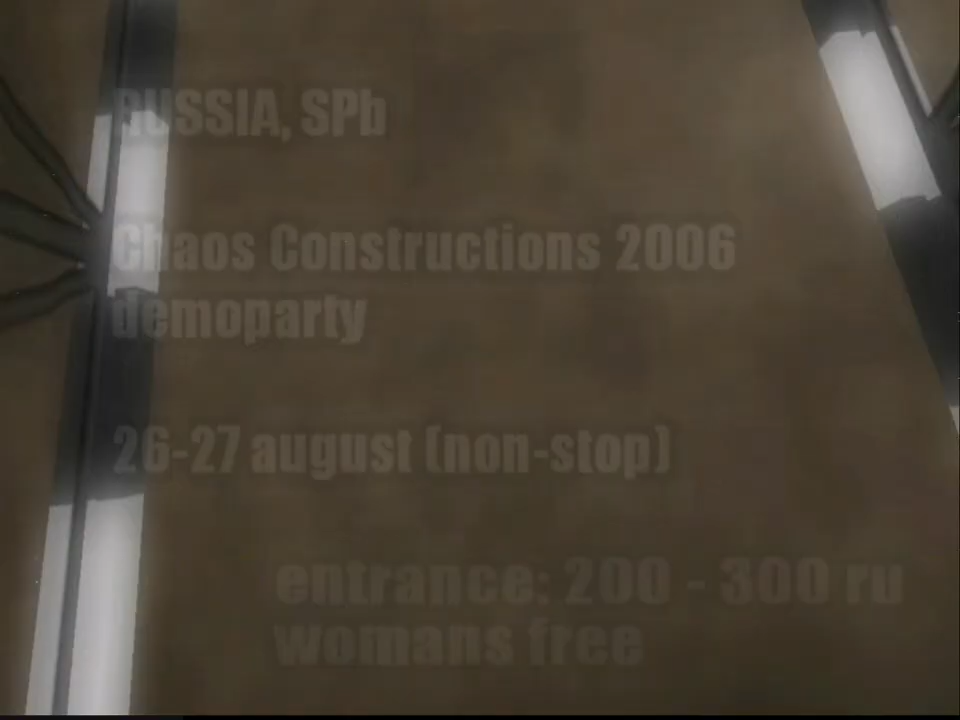 RUSSIA, SPb
Chaos Constructions 2006
demoparty
26-27 august (non-stop)
entrance: 200 - 300 ru
womans free